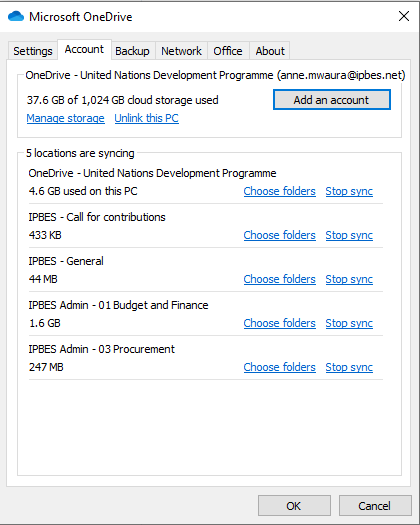 Microsoft OneDrive
Settings Account Backup Network Office About
OneDrive - United Nations Development Programme (anne.mwaura@ipbes.net)
37.6 GB of 1,024 GB cloud storage used Add an account
Manage storage Unlink this PC
5 locations are syncing
OneDrive - United Nations Development Programme
4.6 GB used on this PC Choose folders Stop sync
IPBES - Call for contributions
433 KB Choose folders Stop sync
IPBES - General
44 MB Choose folders Stop sync
IPBES Admin - 01 Budget and Finance
1.6 GB Choose folders Stop sync
IPBES Admin - 03 Procurement
247 MB Choose folders Stop sync
OK Cancel